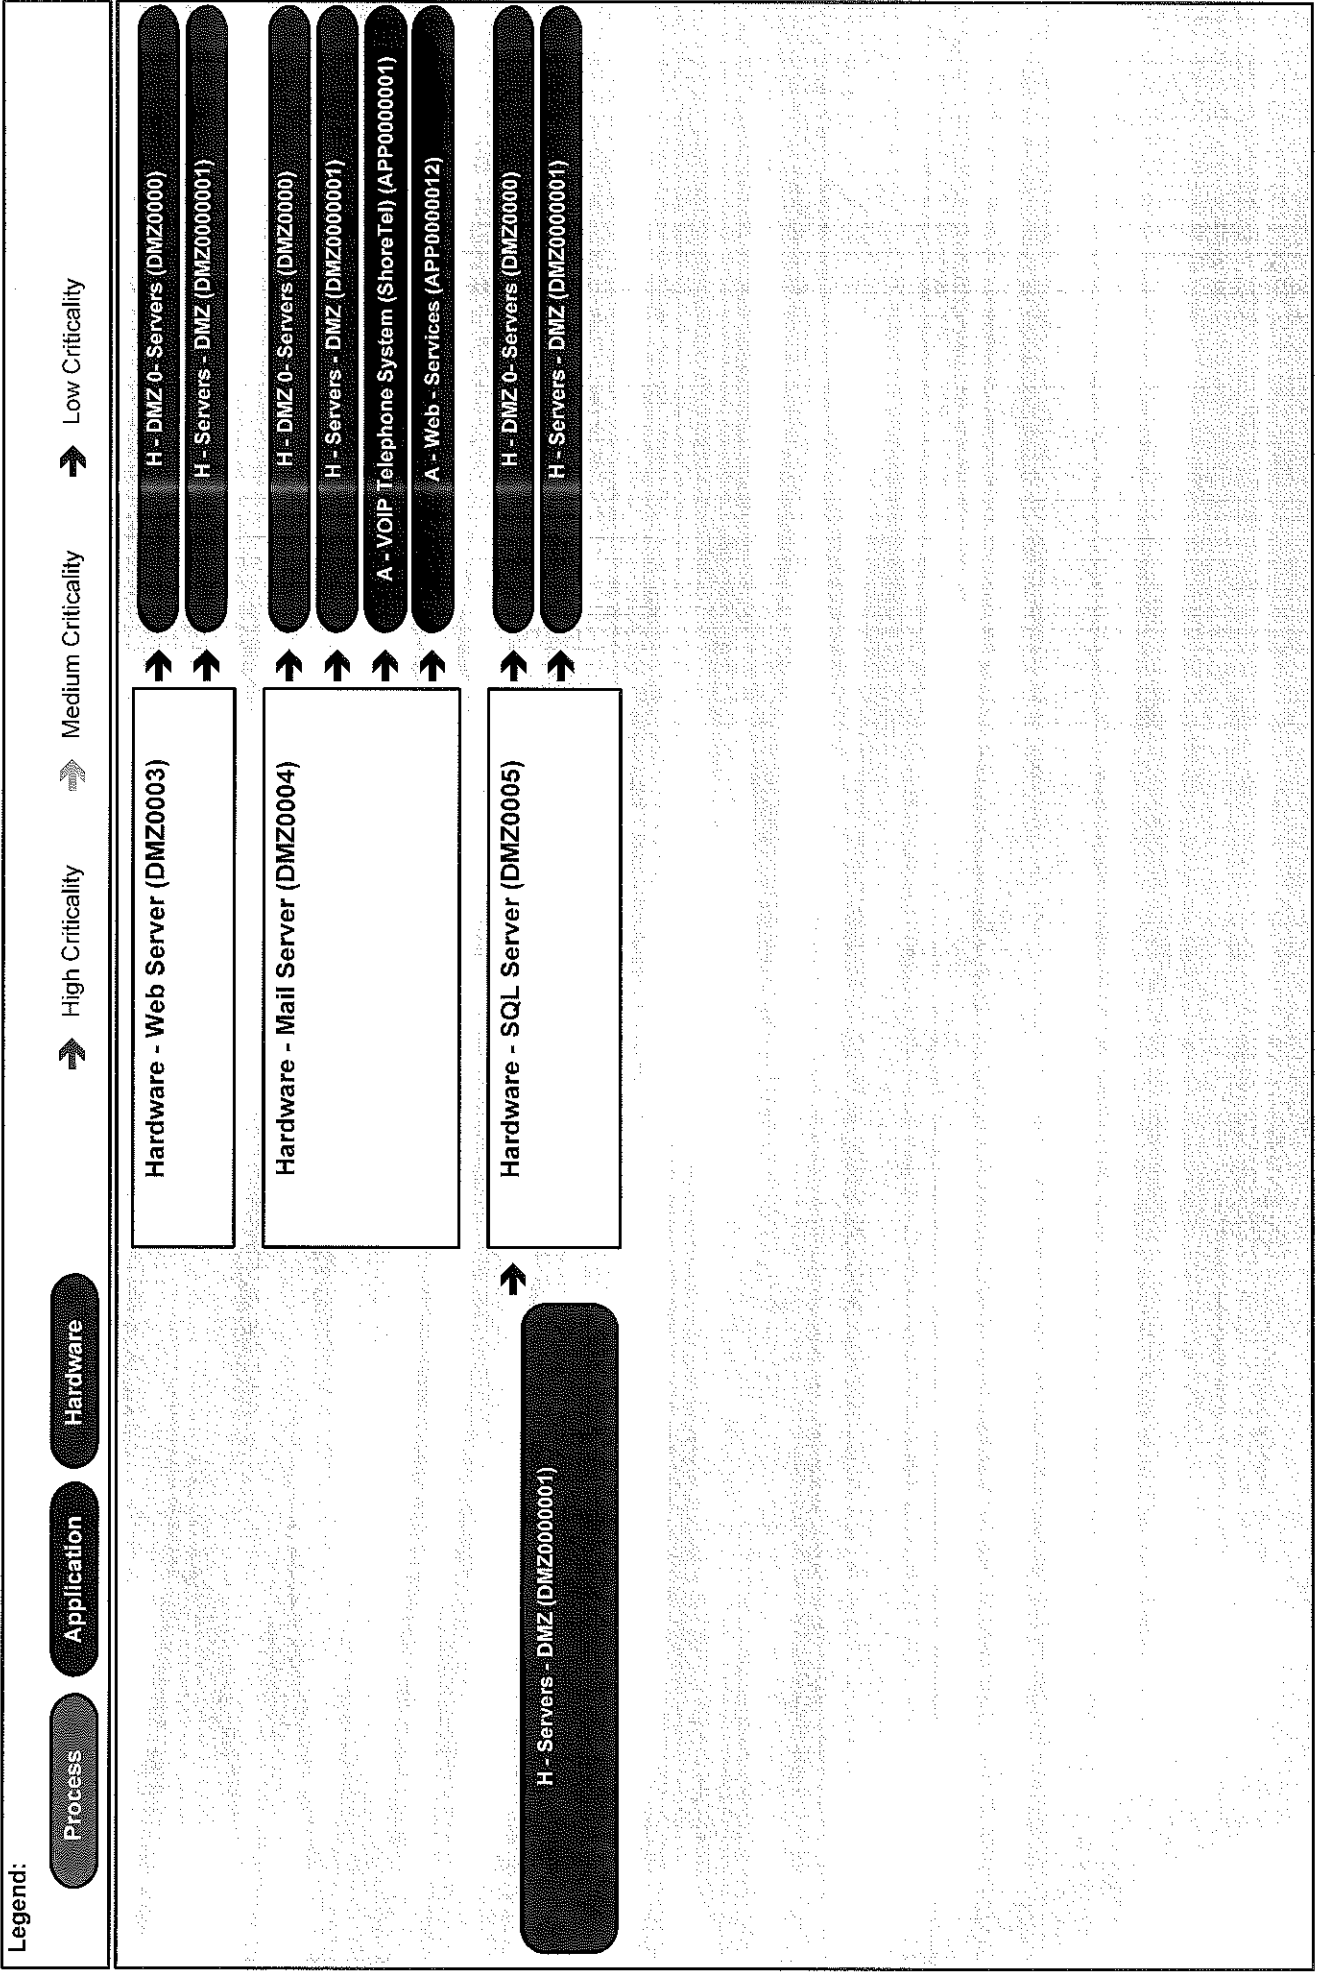 Legend:
Process Application Hardware High Criticality Medium Criticality Low Criticality
Hardware - Web Server (DMZ0003)
H - DMZ 0- Servers (DMZ0000)
H - Servers - DMZ (DMZ0000001)
Hardware - Mail Server (DMZ0004)
H - DMZ 0- Servers (DMZ0000)
H - Servers - DMZ (DMZ0000001)
A - VOIP Telephone System (ShoreTel) (APP0000001)
A - Web - Services (APP0000012)
H - Servers - DMZ (DMZ0000001)
Hardware - SQL Server (DMZ0005)
H - DMZ 0- Servers (DMZ0000)
H - Servers - DMZ (DMZ0000001)